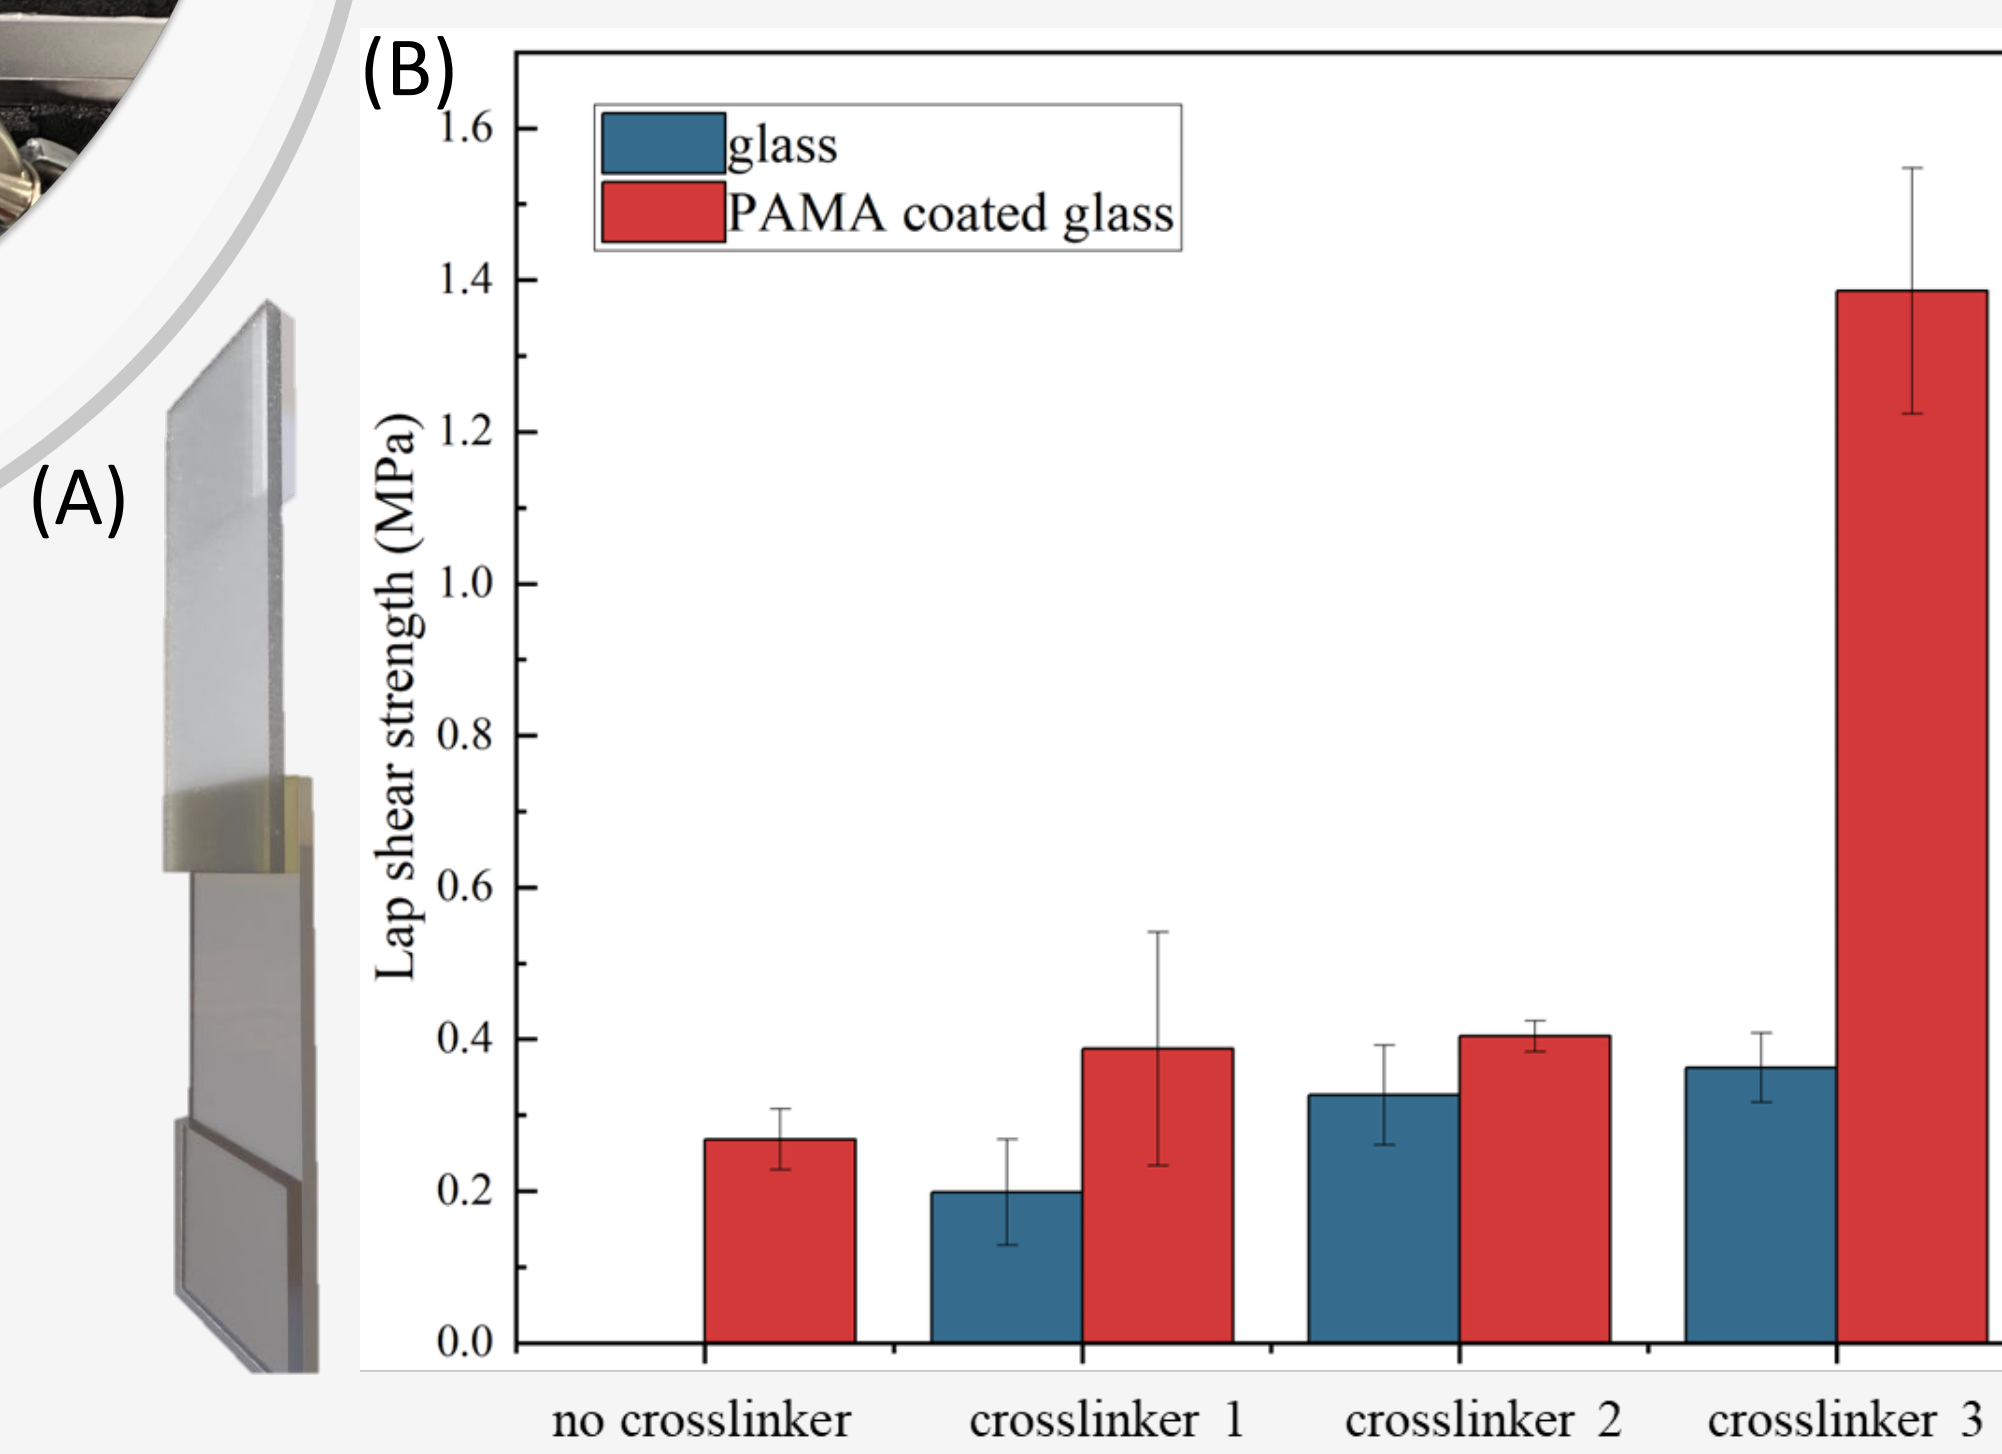 (A)
(B)
Lap shear strength (MPa)
1.6
1.4
1.2
1.0
0.8
0.6
0.4
0.2
0.0
glass
PAMA coated glass
no crosslinker
crosslinker 1
crosslinker 2
crosslinker 3